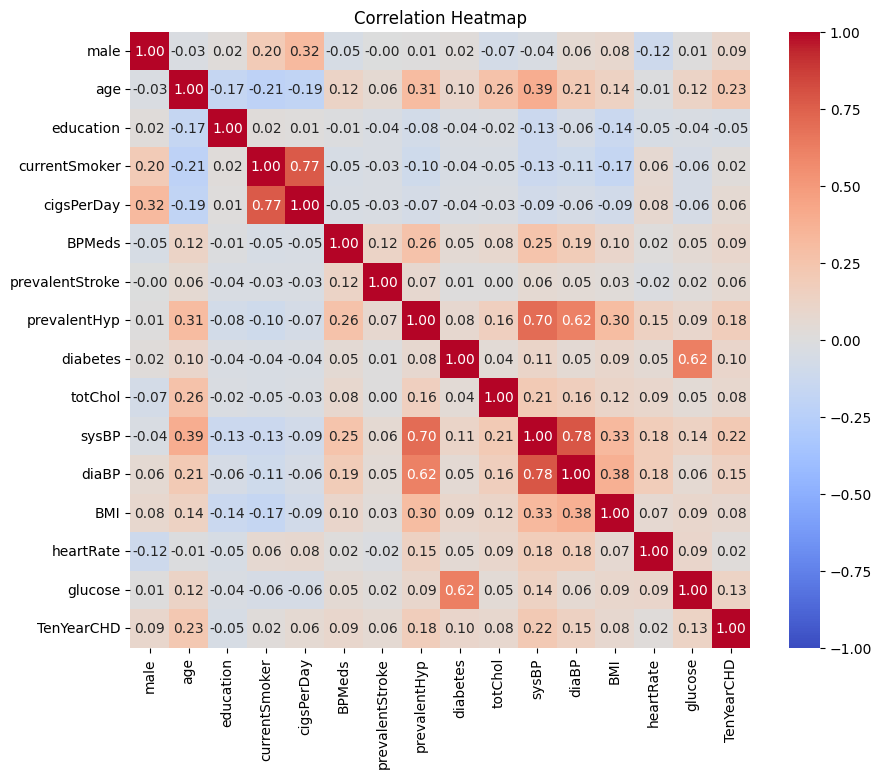 Correlation Heatmap
male 1.00 -0.03 0.02 0.20 0.32 -0.05 -0.00 0.01 0.02 -0.07 -0.04 0.06 0.08 -0.12 0.01 0.09
age -0.03 1.00 -0.17 -0.21 -0.19 0.12 0.06 0.31 0.10 0.26 0.39 0.21 0.14 -0.01 0.12 0.23
education 0.02 -0.17 1.00 0.02 0.01 -0.01 -0.04 -0.08 -0.04 -0.02 -0.13 -0.06 -0.14 -0.05 -0.04 -0.05
currentSmoker 0.20 -0.21 0.02 1.00 0.77 -0.05 -0.03 -0.10 -0.04 -0.05 -0.13 -0.11 -0.17 0.06 -0.06 0.02
cigsPerDay 0.32 -0.19 0.01 0.77 1.00 -0.05 -0.03 -0.07 -0.04 -0.03 -0.09 -0.06 -0.09 0.08 -0.06 0.06
BPMeds -0.05 0.12 -0.01 -0.05 -0.05 1.00 0.12 0.26 0.05 0.08 0.25 0.19 0.10 0.02 0.05 0.09
prevalentStroke -0.00 0.06 -0.04 -0.03 -0.03 0.12 1.00 0.07 0.01 0.00 0.06 0.05 0.03 -0.02 0.02 0.06
prevalentHyp 0.01 0.31 -0.08 -0.10 -0.07 0.26 0.07 1.00 0.08 0.16 0.70 0.62 0.30 0.15 0.09 0.18
diabetes 0.02 0.10 -0.04 -0.04 -0.04 0.05 0.01 0.08 1.00 0.04 0.11 0.05 0.09 0.05 0.62 0.10
totChol -0.07 0.26 -0.02 -0.05 -0.03 0.08 0.00 0.16 0.04 1.00 0.21 0.16 0.12 0.09 0.05 0.08
sysBP -0.04 0.39 -0.13 -0.13 -0.09 0.25 0.06 0.70 0.11 0.21 1.00 0.78 0.33 0.18 0.14 0.22
diaBP 0.06 0.21 -0.06 -0.11 -0.06 0.19 0.05 0.62 0.05 0.16 0.78 1.00 0.38 0.18 0.06 0.15
BMI 0.08 0.14 -0.14 -0.17 -0.09 0.10 0.03 0.30 0.09 0.12 0.33 0.38 1.00 0.07 0.09 0.08
heartRate -0.12 -0.01 -0.05 0.06 0.08 0.02 -0.02 0.15 0.05 0.09 0.18 0.18 0.07 1.00 0.09 0.02
glucose 0.01 0.12 -0.04 -0.06 -0.06 0.05 0.02 0.09 0.62 0.05 0.14 0.06 0.09 0.09 1.00 0.13
TenYearCHD 0.09 0.23 -0.05 0.02 0.06 0.09 0.06 0.18 0.10 0.08 0.22 0.15 0.08 0.02 0.13 1.00
male
age
education
currentSmoker
cigsPerDay
BPMeds
prevalentStroke
prevalentHyp
diabetes
totChol
sysBP
diaBP
BMI
heartRate
glucose
TenYearCHD
1.00
0.75
0.50
0.25
0.00
−0.25
−0.50
−0.75
−1.00